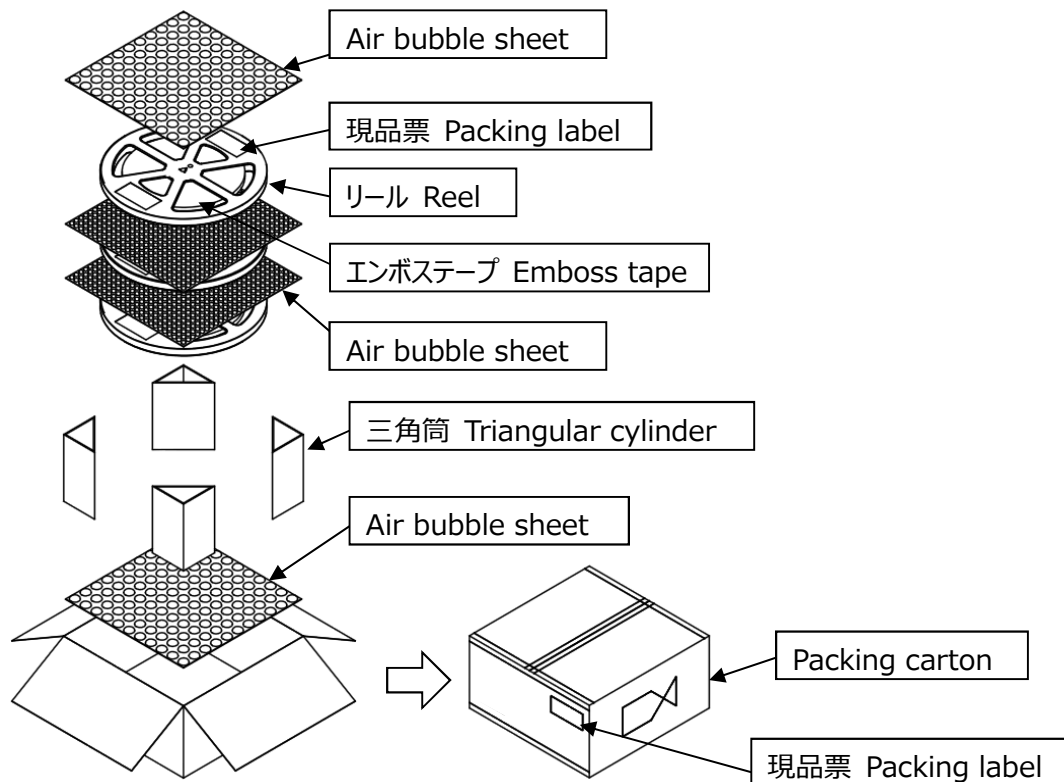 Air bubble sheet
現品票 Packing label
リール Reel
エンボステープ Emboss tape
Air bubble sheet
三角筒 Triangular cylinder
Air bubble sheet
Packing carton
現品票 Packing label